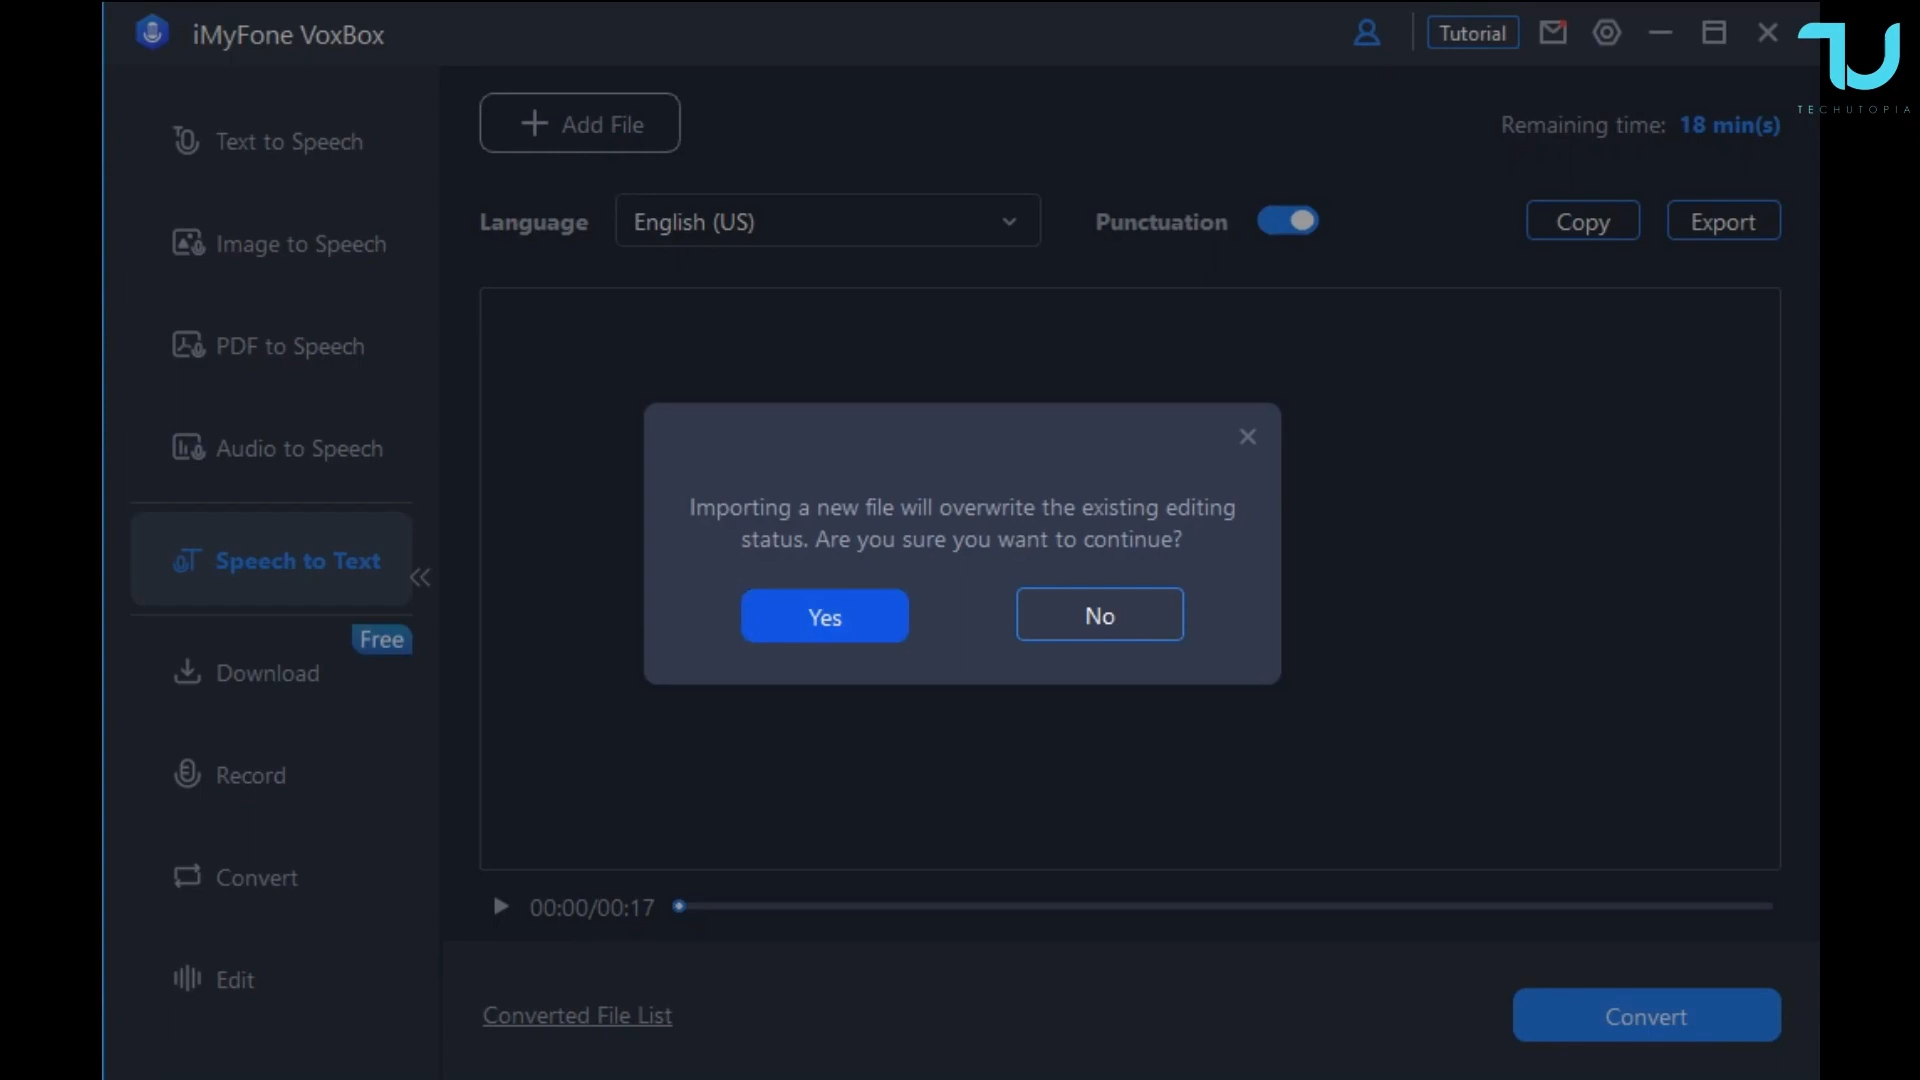 iMyFone VoxBox
Tutorial
TECHUTOPIA
Text to Speech
Image to Speech
PDF to Speech
Audio to Speech
Speech to Text
Free
Download
Record
Convert
Edit
Add File
Remaining time: 18 min(s)
Language English (US) Punctuation Copy Export
Importing a new file will overwrite the existing editing
status. Are you sure you want to continue?
Yes No
00:00/00:17
Converted File List
Convert